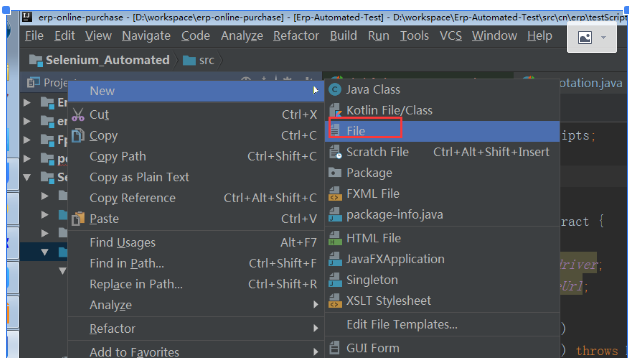 erp-online-purchase - [D:\workspace\erp-online-purchase] - [Erp-Automated-Test] - D:\workspace\Erp-Automated-Test\src\cn\erp\testScript
File Edit View Navigate Code Analyze Refactor Build Run Tools VCS Window Help
Selenium_Automated src
Proje
New
Cut Ctrl+X
Copy Ctrl+C
Copy Path Ctrl+Shift+C
Copy as Plain Text
Copy Reference Ctrl+Alt+Shift+C
Paste Ctrl+V
Find Usages Alt+F7
Find in Path... Ctrl+Shift+F
Replace in Path... Ctrl+Shift+R
Analyze
Refactor
Add to Favorites
Java Class
Kotlin File/Class
File
Scratch File Ctrl+Alt+Shift+Insert
Package
FXML File
package-info.java
HTML File
JavaFXApplication
Singleton
XSLT Stylesheet
Edit File Templates...
GUI Form
otation.java
ipts;
ract {
driver;
Url;
)
) throws